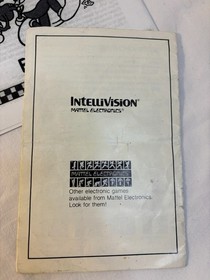 INTELLIVISION®
MATTEL ELECTRONICS®
MATTEL ELECTRONICS
Other electronic games
available from Mattel Electronics.
Look for them!